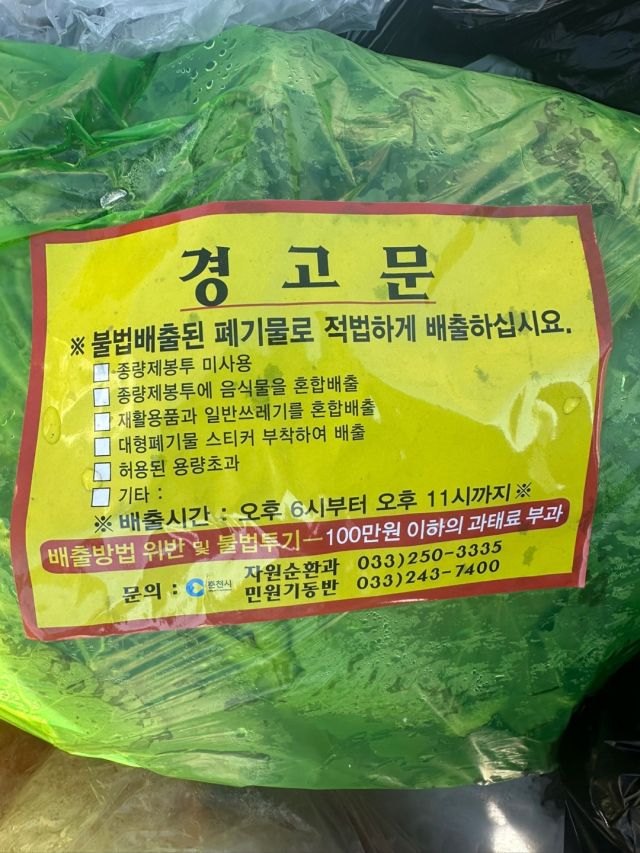 경고문
※ 불법배출된 폐기물로 적법하게 배출하십시요.
□ 종량제봉투 미사용
□ 종량제봉투에 음식물을 혼합배출
□ 재활용품과 일반쓰레기를 혼합배출
□ 대형폐기물 스티커 부착하여 배출
□ 허용된 용량초과
□ 기타 :
※ 배출시간 : 오후 6시부터 오후 11시까지 ※
배출방법 위반 및 불법투기-100만원 이하의 과태료 부과
문의 : 춘천시 자원순환과 033)250-3335
민원기동반 033)243-7400